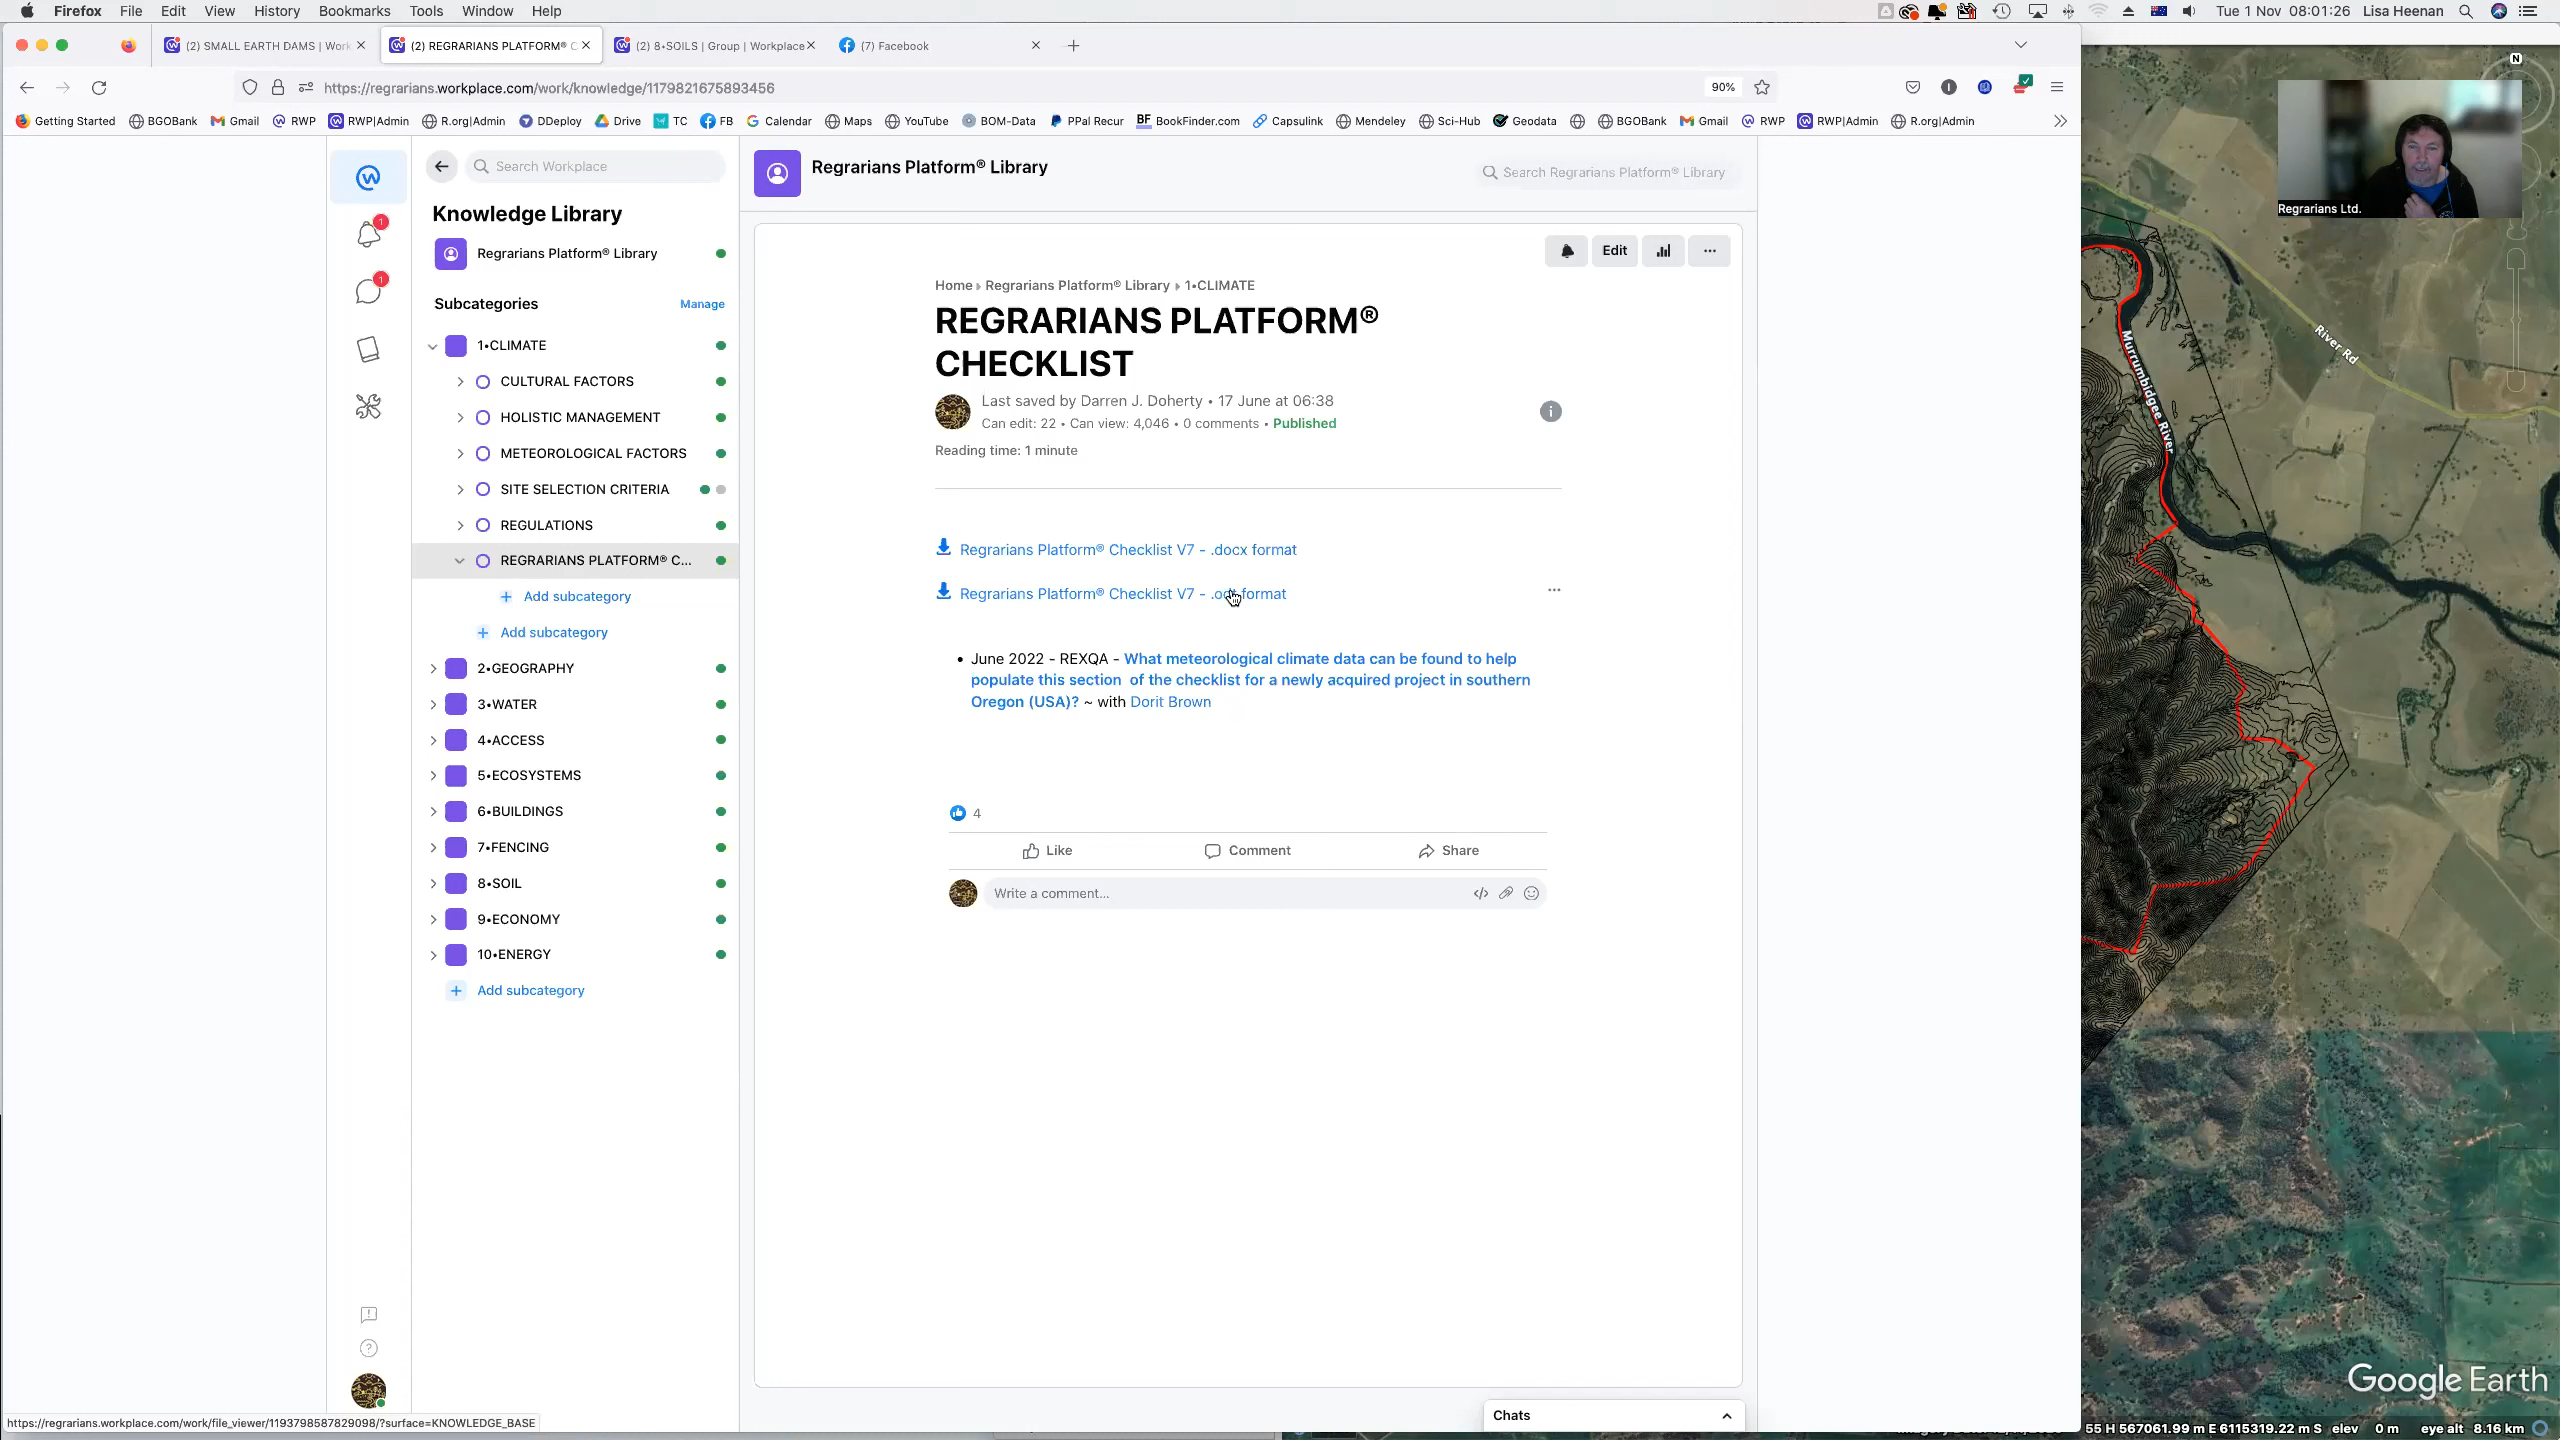 Firefox File Edit View History Bookmarks Tools Window Help
Tue 1 Nov 08:01:26 Lisa Heenan
(2) SMALL EARTH DAMS | Work
(2) REGRARIANS PLATFORM® C
(2) 8•SOILS | Group | Workplace
(7) Facebook
https://regrarians.workplace.com/work/knowledge/1179821675893456
90%
Getting Started BGOBank Gmail RWP RWP|Admin R.org|Admin DDeploy Drive TC FB Calendar Maps YouTube BOM-Data PPal Recur BF BookFinder.com Capsulink Mendeley Sci-Hub Geodata BGOBank Gmail RWP RWP|Admin R.org|Admin
Search Workplace
Knowledge Library
Regrarians Platform® Library
Subcategories Manage
1•CLIMATE
CULTURAL FACTORS
HOLISTIC MANAGEMENT
METEOROLOGICAL FACTORS
SITE SELECTION CRITERIA
REGULATIONS
REGRARIANS PLATFORM® C...
Add subcategory
Add subcategory
2•GEOGRAPHY
3•WATER
4•ACCESS
5•ECOSYSTEMS
6•BUILDINGS
7•FENCING
8•SOIL
9•ECONOMY
10•ENERGY
Add subcategory
1
1
Regrarians Platform® Library
Search Regrarians Platform® Library
Edit
Home Regrarians Platform® Library 1•CLIMATE
REGRARIANS PLATFORM®
CHECKLIST
Last saved by Darren J. Doherty • 17 June at 06:38
Can edit: 22 • Can view: 4,046 • 0 comments • Published
Reading time: 1 minute
Regrarians Platform® Checklist V7 - .docx format
Regrarians Platform® Checklist V7 - format
• June 2022 - REXQA - What meteorological climate data can be found to help
populate this section of the checklist for a newly acquired project in southern
Oregon (USA)? ~ with Dorit Brown
4
Like Comment Share
Write a comment...
Chats
https://regrarians.workplace.com/work/file_viewer/1193798587829098/?surface=KNOWLEDGE_BASE
N
Regrarians Ltd.
River Rd
Murrumbidgee River
Google Earth
55 H 567061.99 m E 6115319.22 m S elev 0 m eye alt 8.16 km